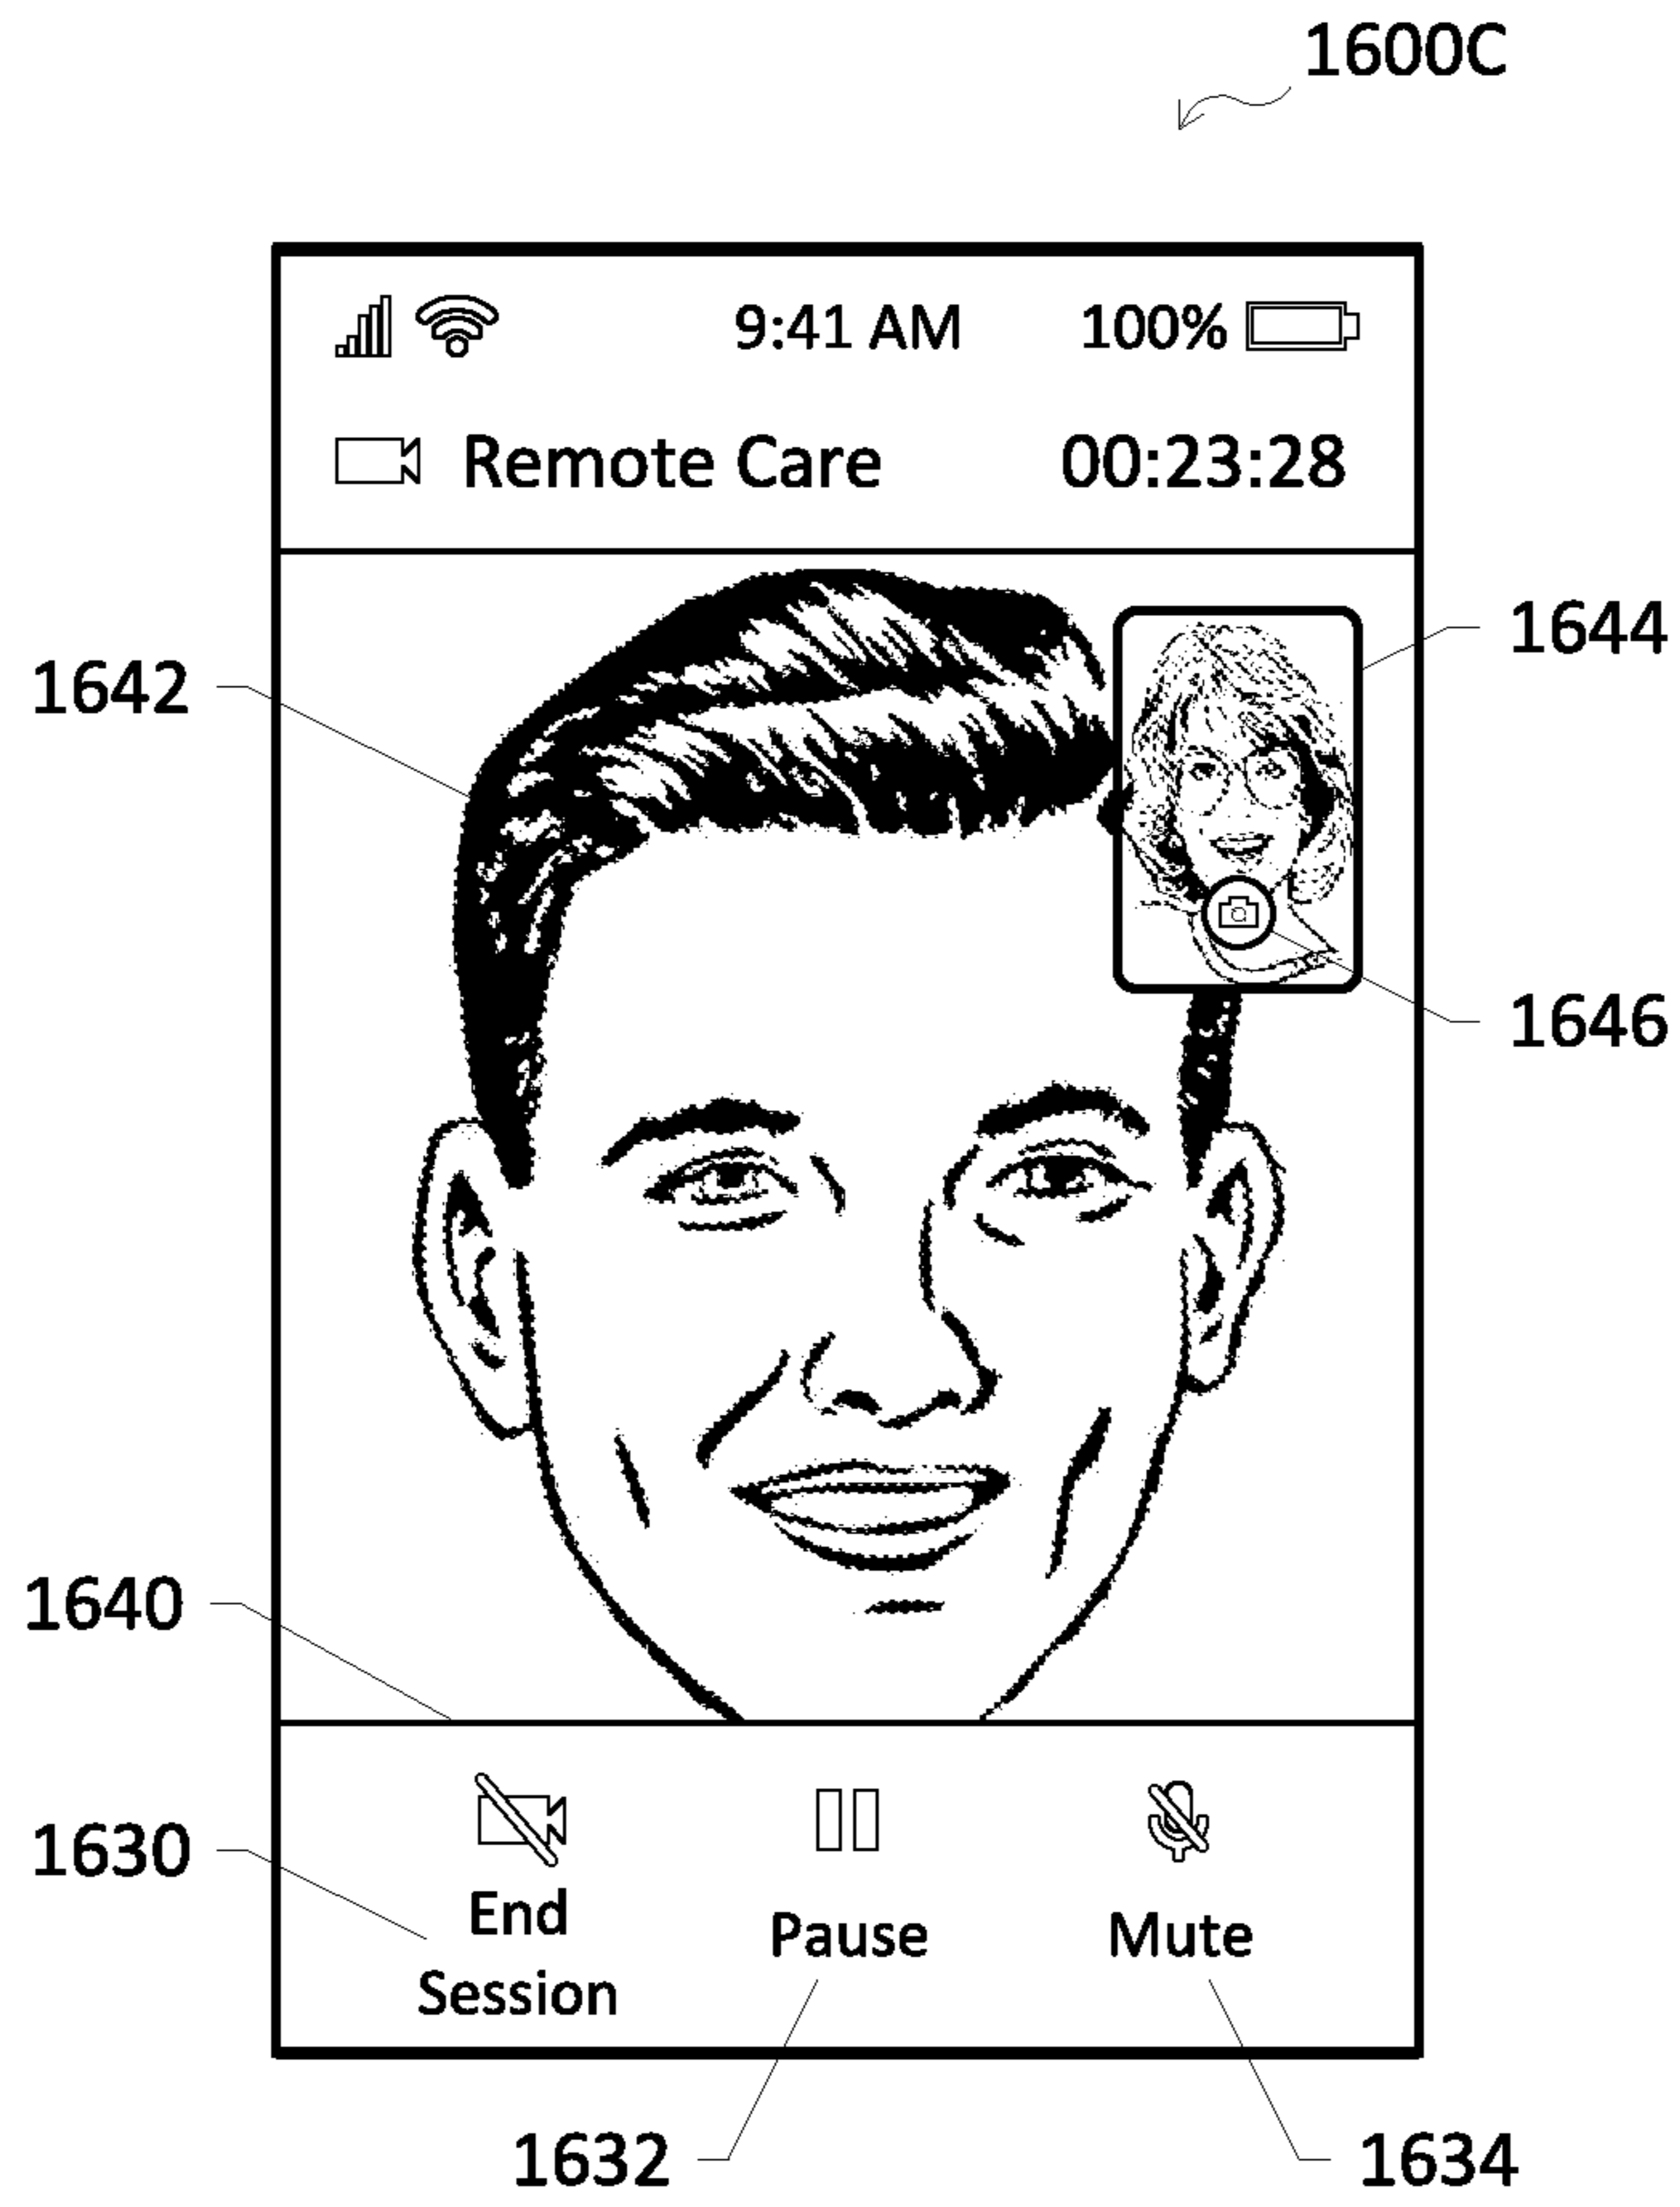 1600C
9:41 AM 100%
Remote Care 00:23:28
1644
1642
1646
1640
1630
End
Session
Pause
Mute
1632
1634